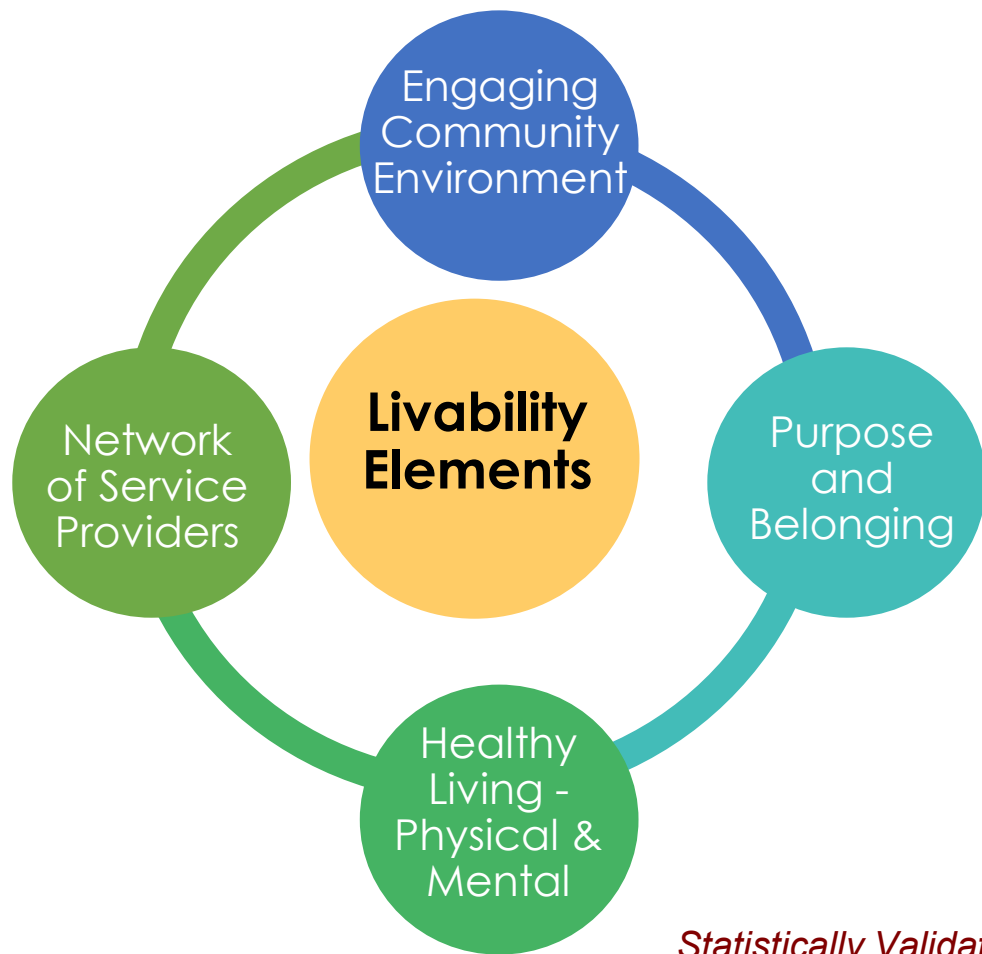 Engaging
Community
Environment
Livability
Elements
Network
of Service
Providers
Purpose
and
Belonging
Healthy
Living -
Physical &
Mental
Statistically